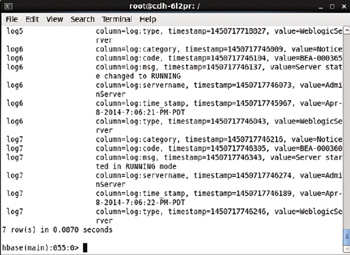 root@cdh-6l2pr: /
File Edit View Search Terminal Help
log5 column=log:type, timestamp=1450717718027, value=WeblogicSe
rver
log6 column=log:category, timestamp=1450717746009, value=Notice
log6 column=log:code, timestamp=1450717746104, value=BEA-000365
log6 column=log:msg, timestamp=1450717746137, value=Server stat
e changed to RUNNING
log6 column=log:servername, timestamp=1450717746073, value=Admi
nServer
log6 column=log:time_stamp, timestamp=1450717745967, value=Apr-
8-2014-7:06:21-PM-PDT
log6 column=log:type, timestamp=1450717746043, value=WeblogicSe
rver
log7 column=log:category, timestamp=1450717746216, value=Notice
log7 column=log:code, timestamp=1450717746305, value=BEA-000360
log7 column=log:msg, timestamp=1450717746343, value=Server star
ted in RUNNING mode
log7 column=log:servername, timestamp=1450717746274, value=Admi
nServer
log7 column=log:time_stamp, timestamp=1450717746189, value=Apr-
8-2014-7:06:22-PM-PDT
log7 column=log:type, timestamp=1450717746246, value=WeblogicSe
rver
7 row(s) in 0.0870 seconds
hbase(main):055:0>